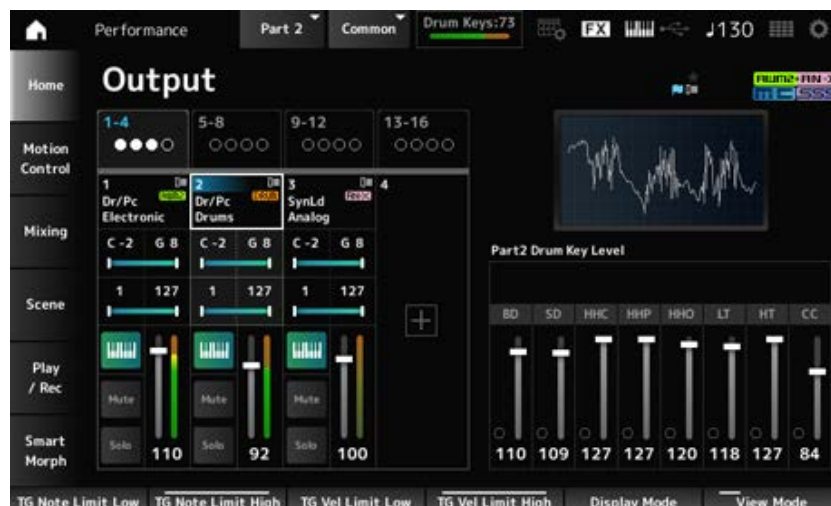 Performance
Part 2
Common
Drum Keys:73
FX
♩130
Home
Output
1-4
5-8
9-12
13-16
Motion
Control
1
2
3
4
Dr/Pc
Electronic
Dr/Pc
Drums
SynLd
Analog
Mixing
C -2 G 8
C -2 G 8
C -2 G 8
Part2 Drum Key Level
1 127
1 127
1 127
Scene
BD SD HHC HHP HHO LT HT CC
Play
/ Rec
Mute
Mute
Mute
Smart
Morph
Solo
Solo
Solo
110
92
100
110 109 127 127 120 118 127 84
TG Note Limit Low
TG Note Limit High
TG Vel Limit Low
TG Vel Limit High
Display Mode
View Mode